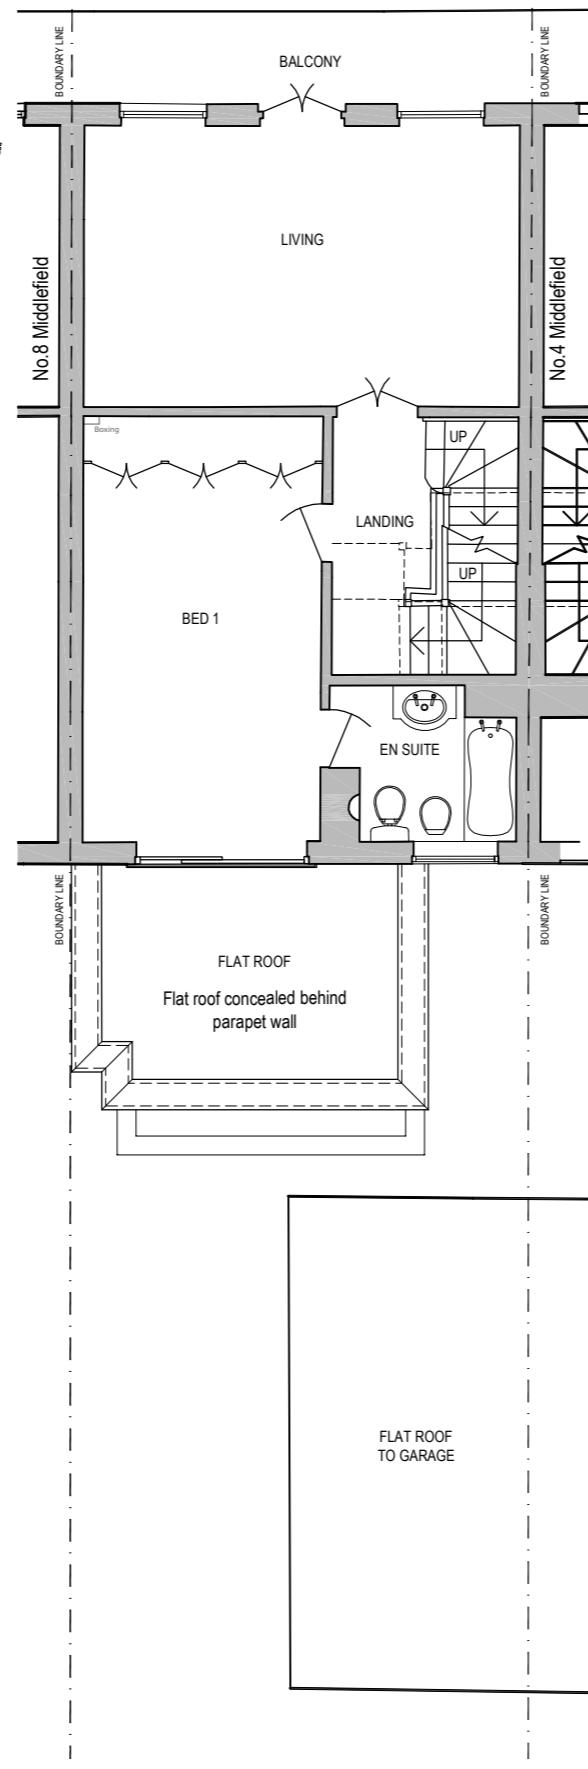 BOUNDARY LINE
BOUNDARY LINE
BALCONY
LIVING
No.8 Middlefield
No.4 Middlefield
Boxing
UP
LANDING
UP
BED 1
EN SUITE
BOUNDARY LINE
BOUNDARY LINE
FLAT ROOF
Flat roof concealed behind
parapet wall
FLAT ROOF
TO GARAGE